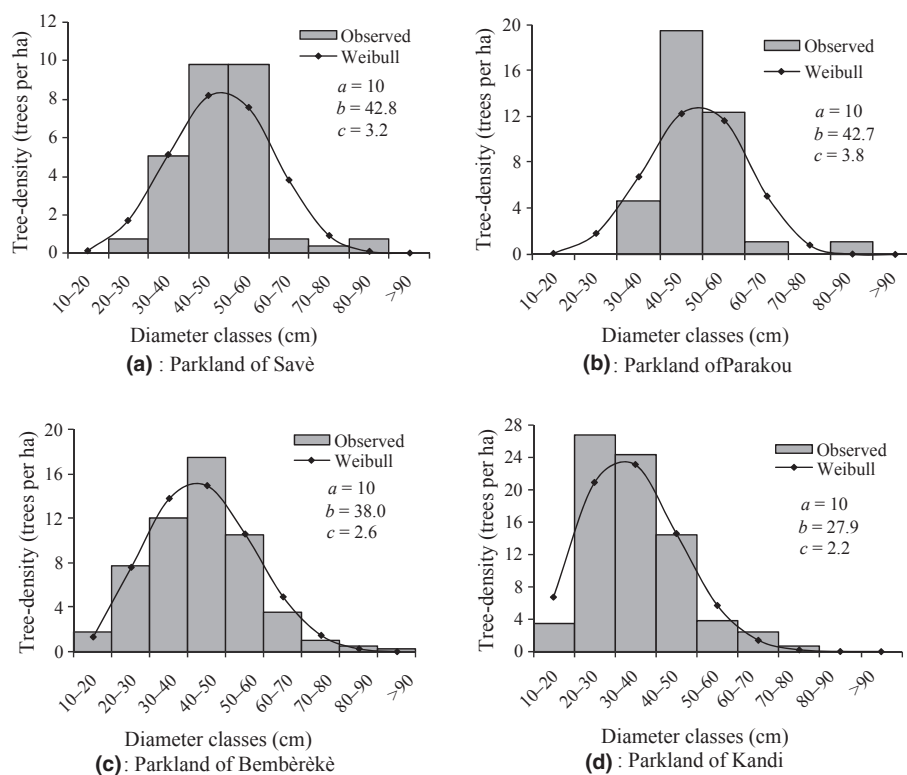 12
10
8
6
4
2
0
Tree-density (trees per ha)
Observed
Weibull
a = 10
b = 42.8
c = 3.2
10–20
20–30
30–40
40–50
50–60
60–70
70–80
80–90
>90
Diameter classes (cm)
(a) : Parkland of Savè
20
16
12
8
4
0
Tree-density (trees per ha)
Observed
Weibull
a = 10
b = 42.7
c = 3.8
10–20
20–30
30–40
40–50
50–60
60–70
70–80
80–90
>90
Diameter classes (cm)
(b) : Parkland ofParakou
20
16
12
8
4
0
Tree-density (trees per ha)
Observed
Weibull
a = 10
b = 38.0
c = 2.6
10–20
20–30
30–40
40–50
50–60
60–70
70–80
80–90
>90
Diameter classes (cm)
(c) : Parkland of Bembèrèkè
28
24
20
16
12
8
4
0
Tree-density (trees per ha)
Observed
Weibull
a = 10
b = 27.9
c = 2.2
10–20
20–30
30–40
40–50
50–60
60–70
70–80
80–90
>90
Diameter classes (cm)
(d) : Parkland of Kandi